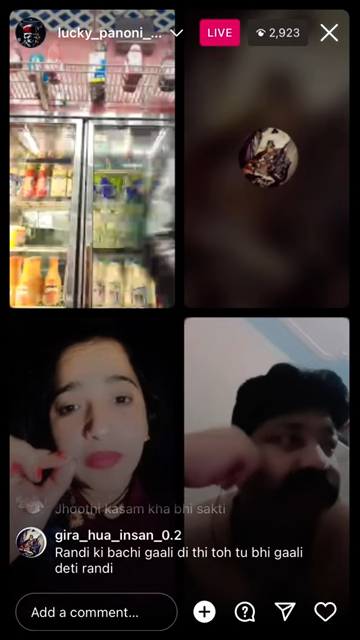 lucky_panoni_...
LIVE
2,923
Jhoothi kasam kha bhi sakti
gira_hua_insan_0.2
Randi ki bachi gaali di thi toh tu bhi gaali
deti randi
Add a comment...